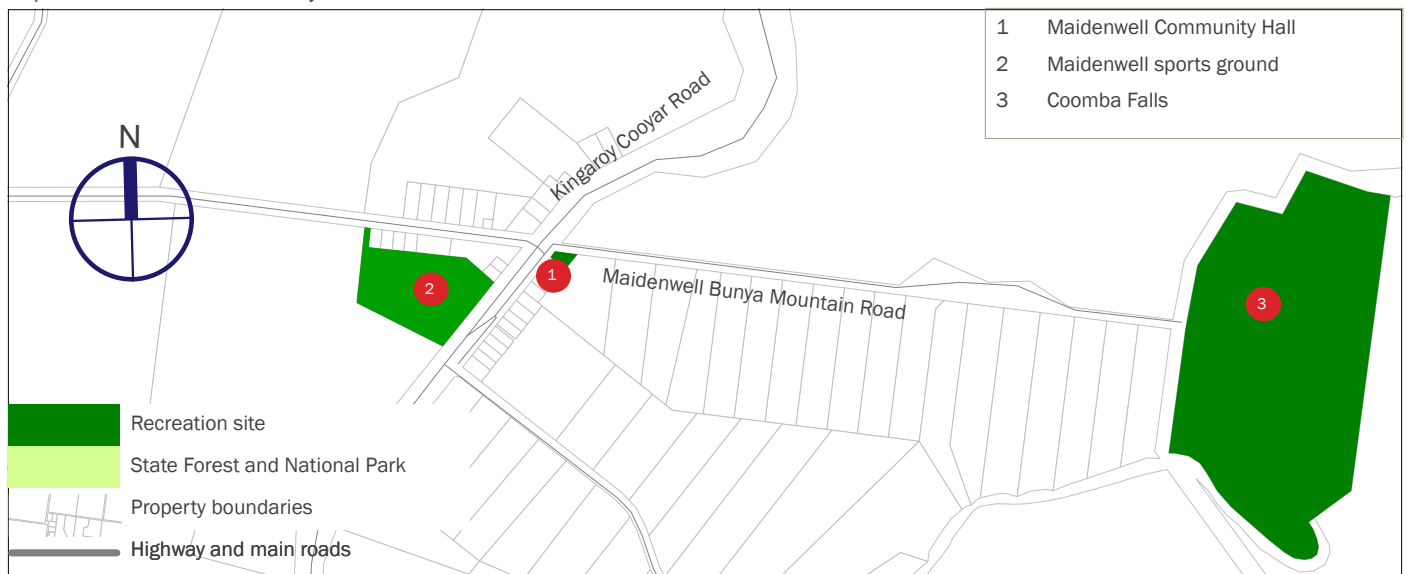 1 Maidenwell Community Hall
2 Maidenwell sports ground
3 Coomba Falls
N
Kingaroy Cooyar Road
1
Maidenwell Bunya Mountain Road
2
3
Recreation site
State Forest and National Park
Property boundaries
Highway and main roads